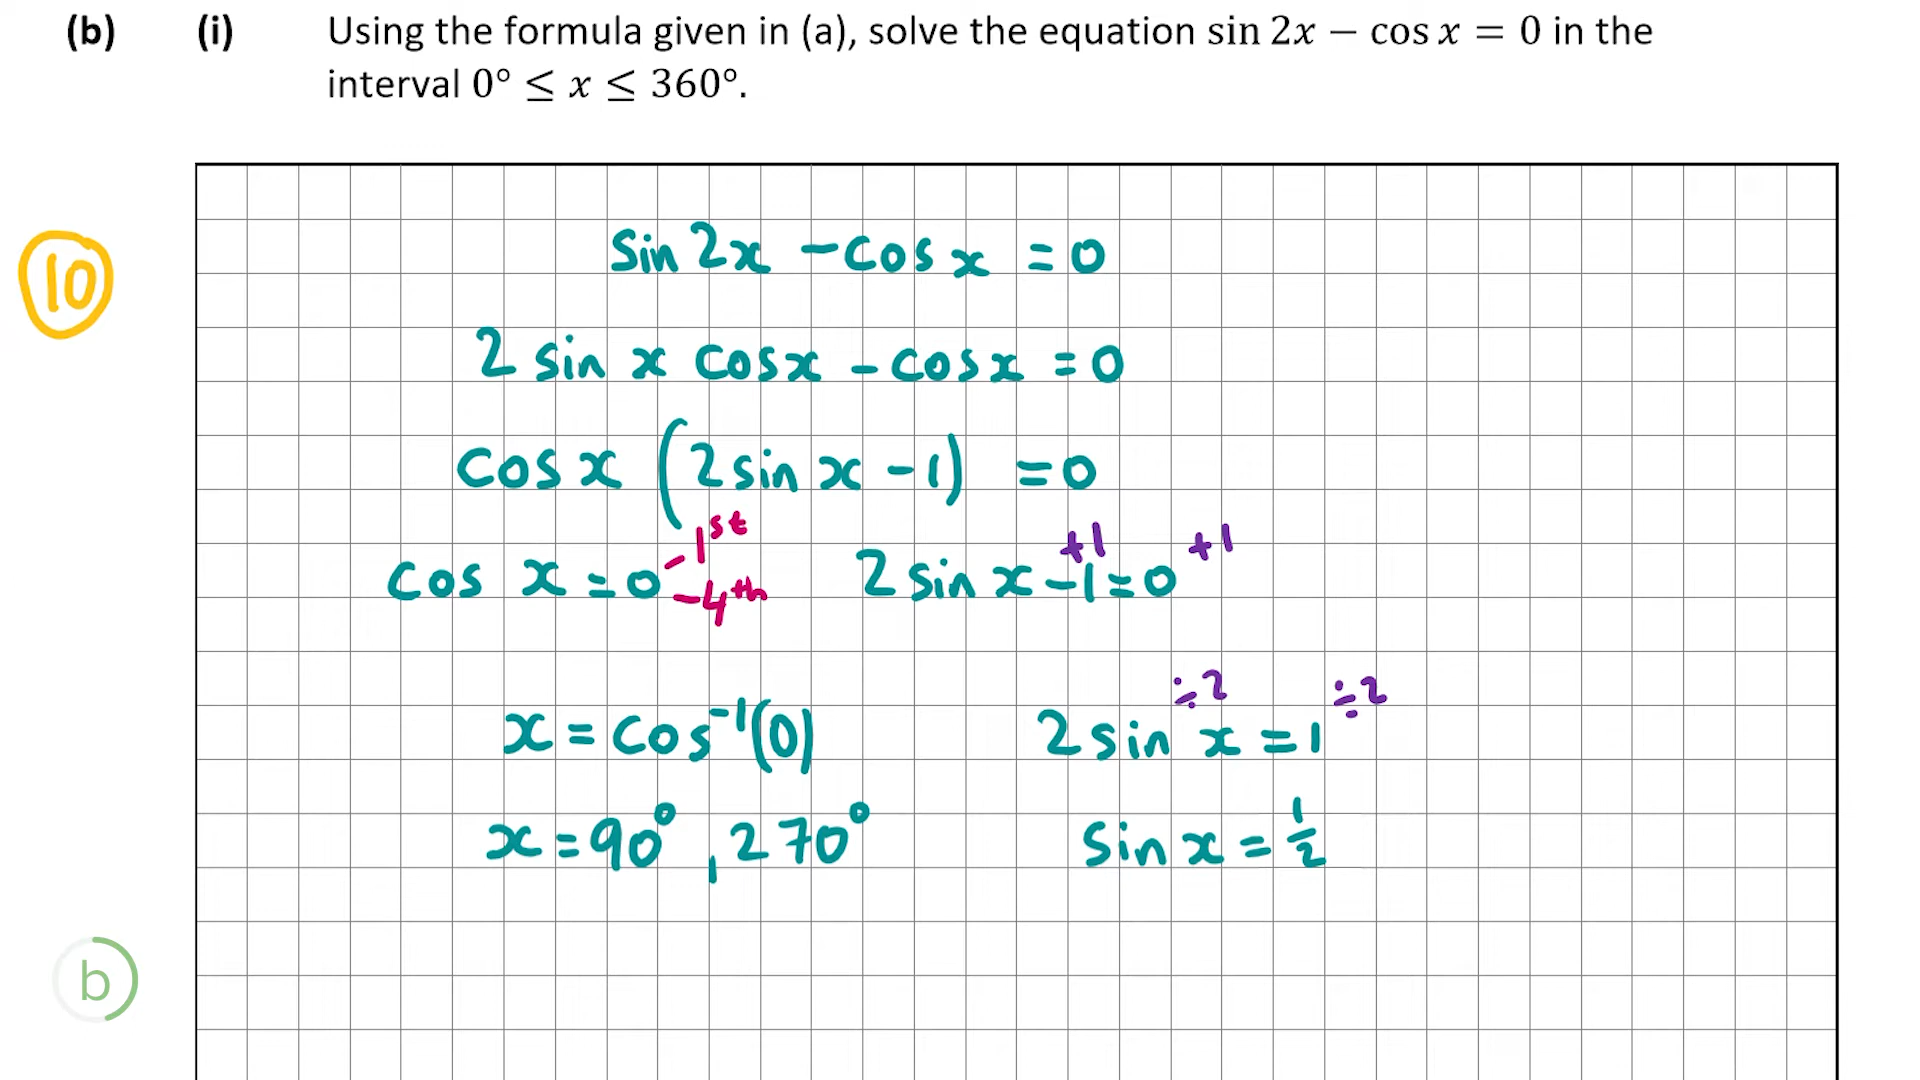 (b) (i) Using the formula given in (a), solve the equation sin 2x − cos x = 0 in the
interval 0° ≤ x ≤ 360°.
10
sin 2x - cos x = 0
2 sin x cos x - cos x = 0
cos x (2 sin x - 1) = 0
- 1st
+1 +1
cos x = 0 2 sin x - 1 = 0
- 4th
÷2 ÷2
x = cos⁻¹(0) 2 sin x = 1
x = 90°, 270° sin x = 1/2
b